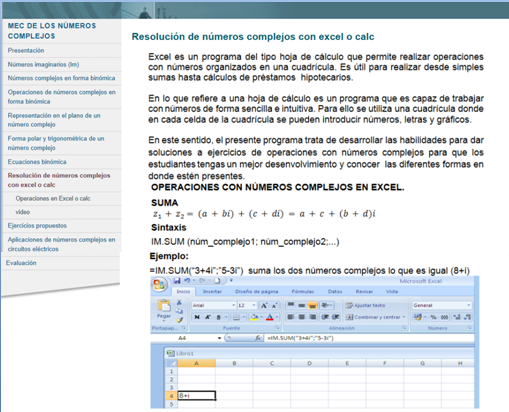 MEC DE LOS NÚMEROS
COMPLEJOS
Presentación
Números imaginarios (Im)
Números complejos en forma binómica
Operaciones de números complejos en
forma binómica
Representación en el plano de un
número complejo
Forma polar y trigonométrica de un
número complejo
Ecuaciones binómica
Resolución de números complejos
con excel o calc
Operaciones en Excel o calc
video
Ejercicios propuestos
Aplicaciones de números complejos en
circuitos eléctricos
Evaluación
Resolución de números complejos con excel o calc
Excel es un programa del tipo hoja de cálculo que permite realizar operaciones
con números organizados en una cuadrícula. Es útil para realizar desde simples
sumas hasta cálculos de préstamos hipotecarios.
En lo que refiere a una hoja de cálculo es un programa que es capaz de trabajar
con números de forma sencilla e intuitiva. Para ello se utiliza una cuadrícula donde
en cada celda de la cuadrícula se pueden introducir números, letras y gráficos.
En este sentido, el presente programa trata de desarrollar las habilidades para dar
soluciones a ejercicios de operaciones con números complejos para que los
estudiantes tengas un mejor desenvolvimiento y conocer las diferentes formas en
donde estén presentes.
OPERACIONES CON NÚMEROS COMPLEJOS EN EXCEL.
SUMA
z₁ + z₂ = (a + bi) + (c + di) = a + c + (b + d)i
Sintaxis
IM.SUM (núm_complejo1; núm_complejo2;...)
Ejemplo:
=IM.SUM("3+4i";"5-3i") suma los dos números complejos lo que es igual (8+i)
Microsoft Excel
Inicio Insertar Diseño de página Fórmulas Datos Revisar Vista
Arial 12 Ajustar texto General
Pegar N K S Combinar y centrar % 000
Portapap... Fuente Alineación Número
A4 fx =IM.SUM("3+4i";"5-3i")
Libro1
A B C D E F G H
1
2
3
4 8+i
5